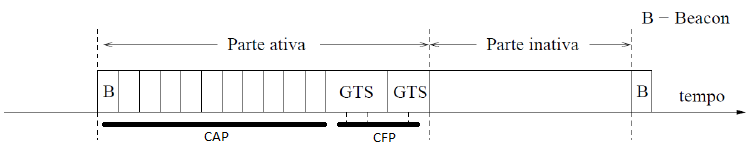 B − Beacon
Parte ativa
Parte inativa
B
GTS
GTS
B
tempo
CAP
CFP